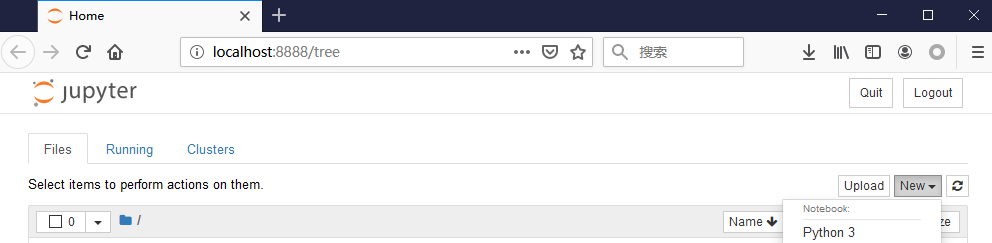 Home
localhost:8888/tree
搜索
jupyter
Quit
Logout
Files
Running
Clusters
Select items to perform actions on them.
Upload
New
0
/
Name
Notebook:
ze
Python 3